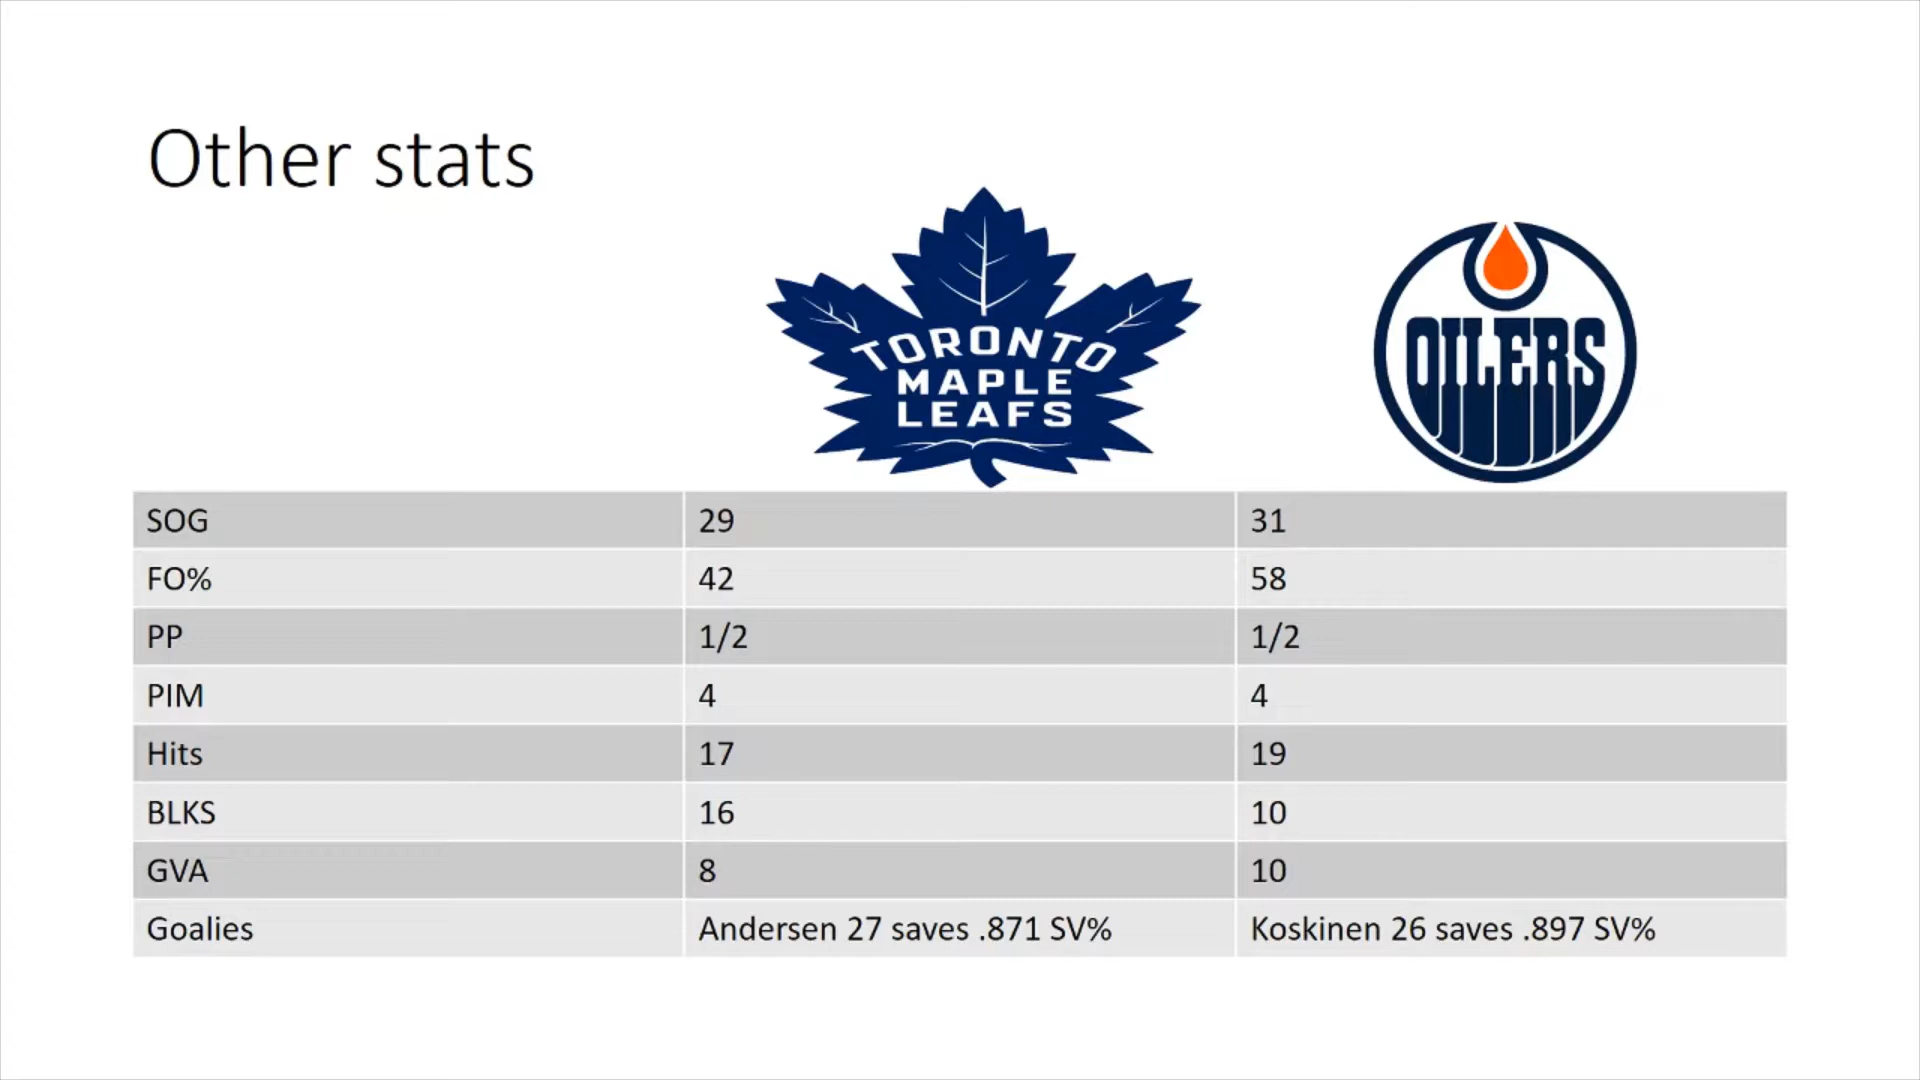 Other stats
TORONTO
MAPLE
LEAFS
OILERS
SOG 29 31
FO% 42 58
PP 1/2 1/2
PIM 4 4
Hits 17 19
BLKS 16 10
GVA 8 10
Goalies Andersen 27 saves .871 SV% Koskinen 26 saves .897 SV%